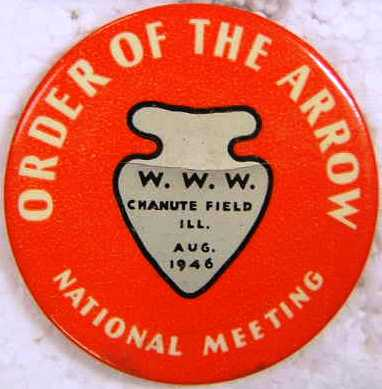 ORDER OF THE ARROW
W. W. W.
CHANUTE FIELD
ILL.
AUG.
1946
NATIONAL MEETING